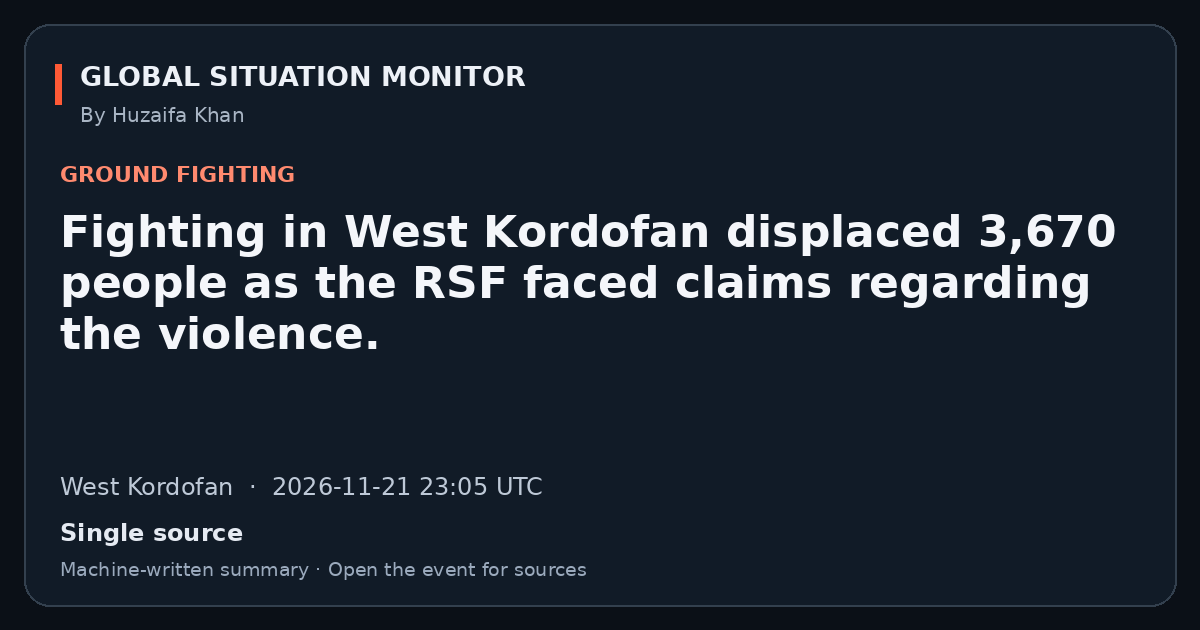 GLOBAL SITUATION MONITOR
By Huzaifa Khan
GROUND FIGHTING
Fighting in West Kordofan displaced 3,670
people as the RSF faced claims regarding
the violence.
West Kordofan · 2026-11-21 23:05 UTC
Single source
Machine-written summary · Open the event for sources